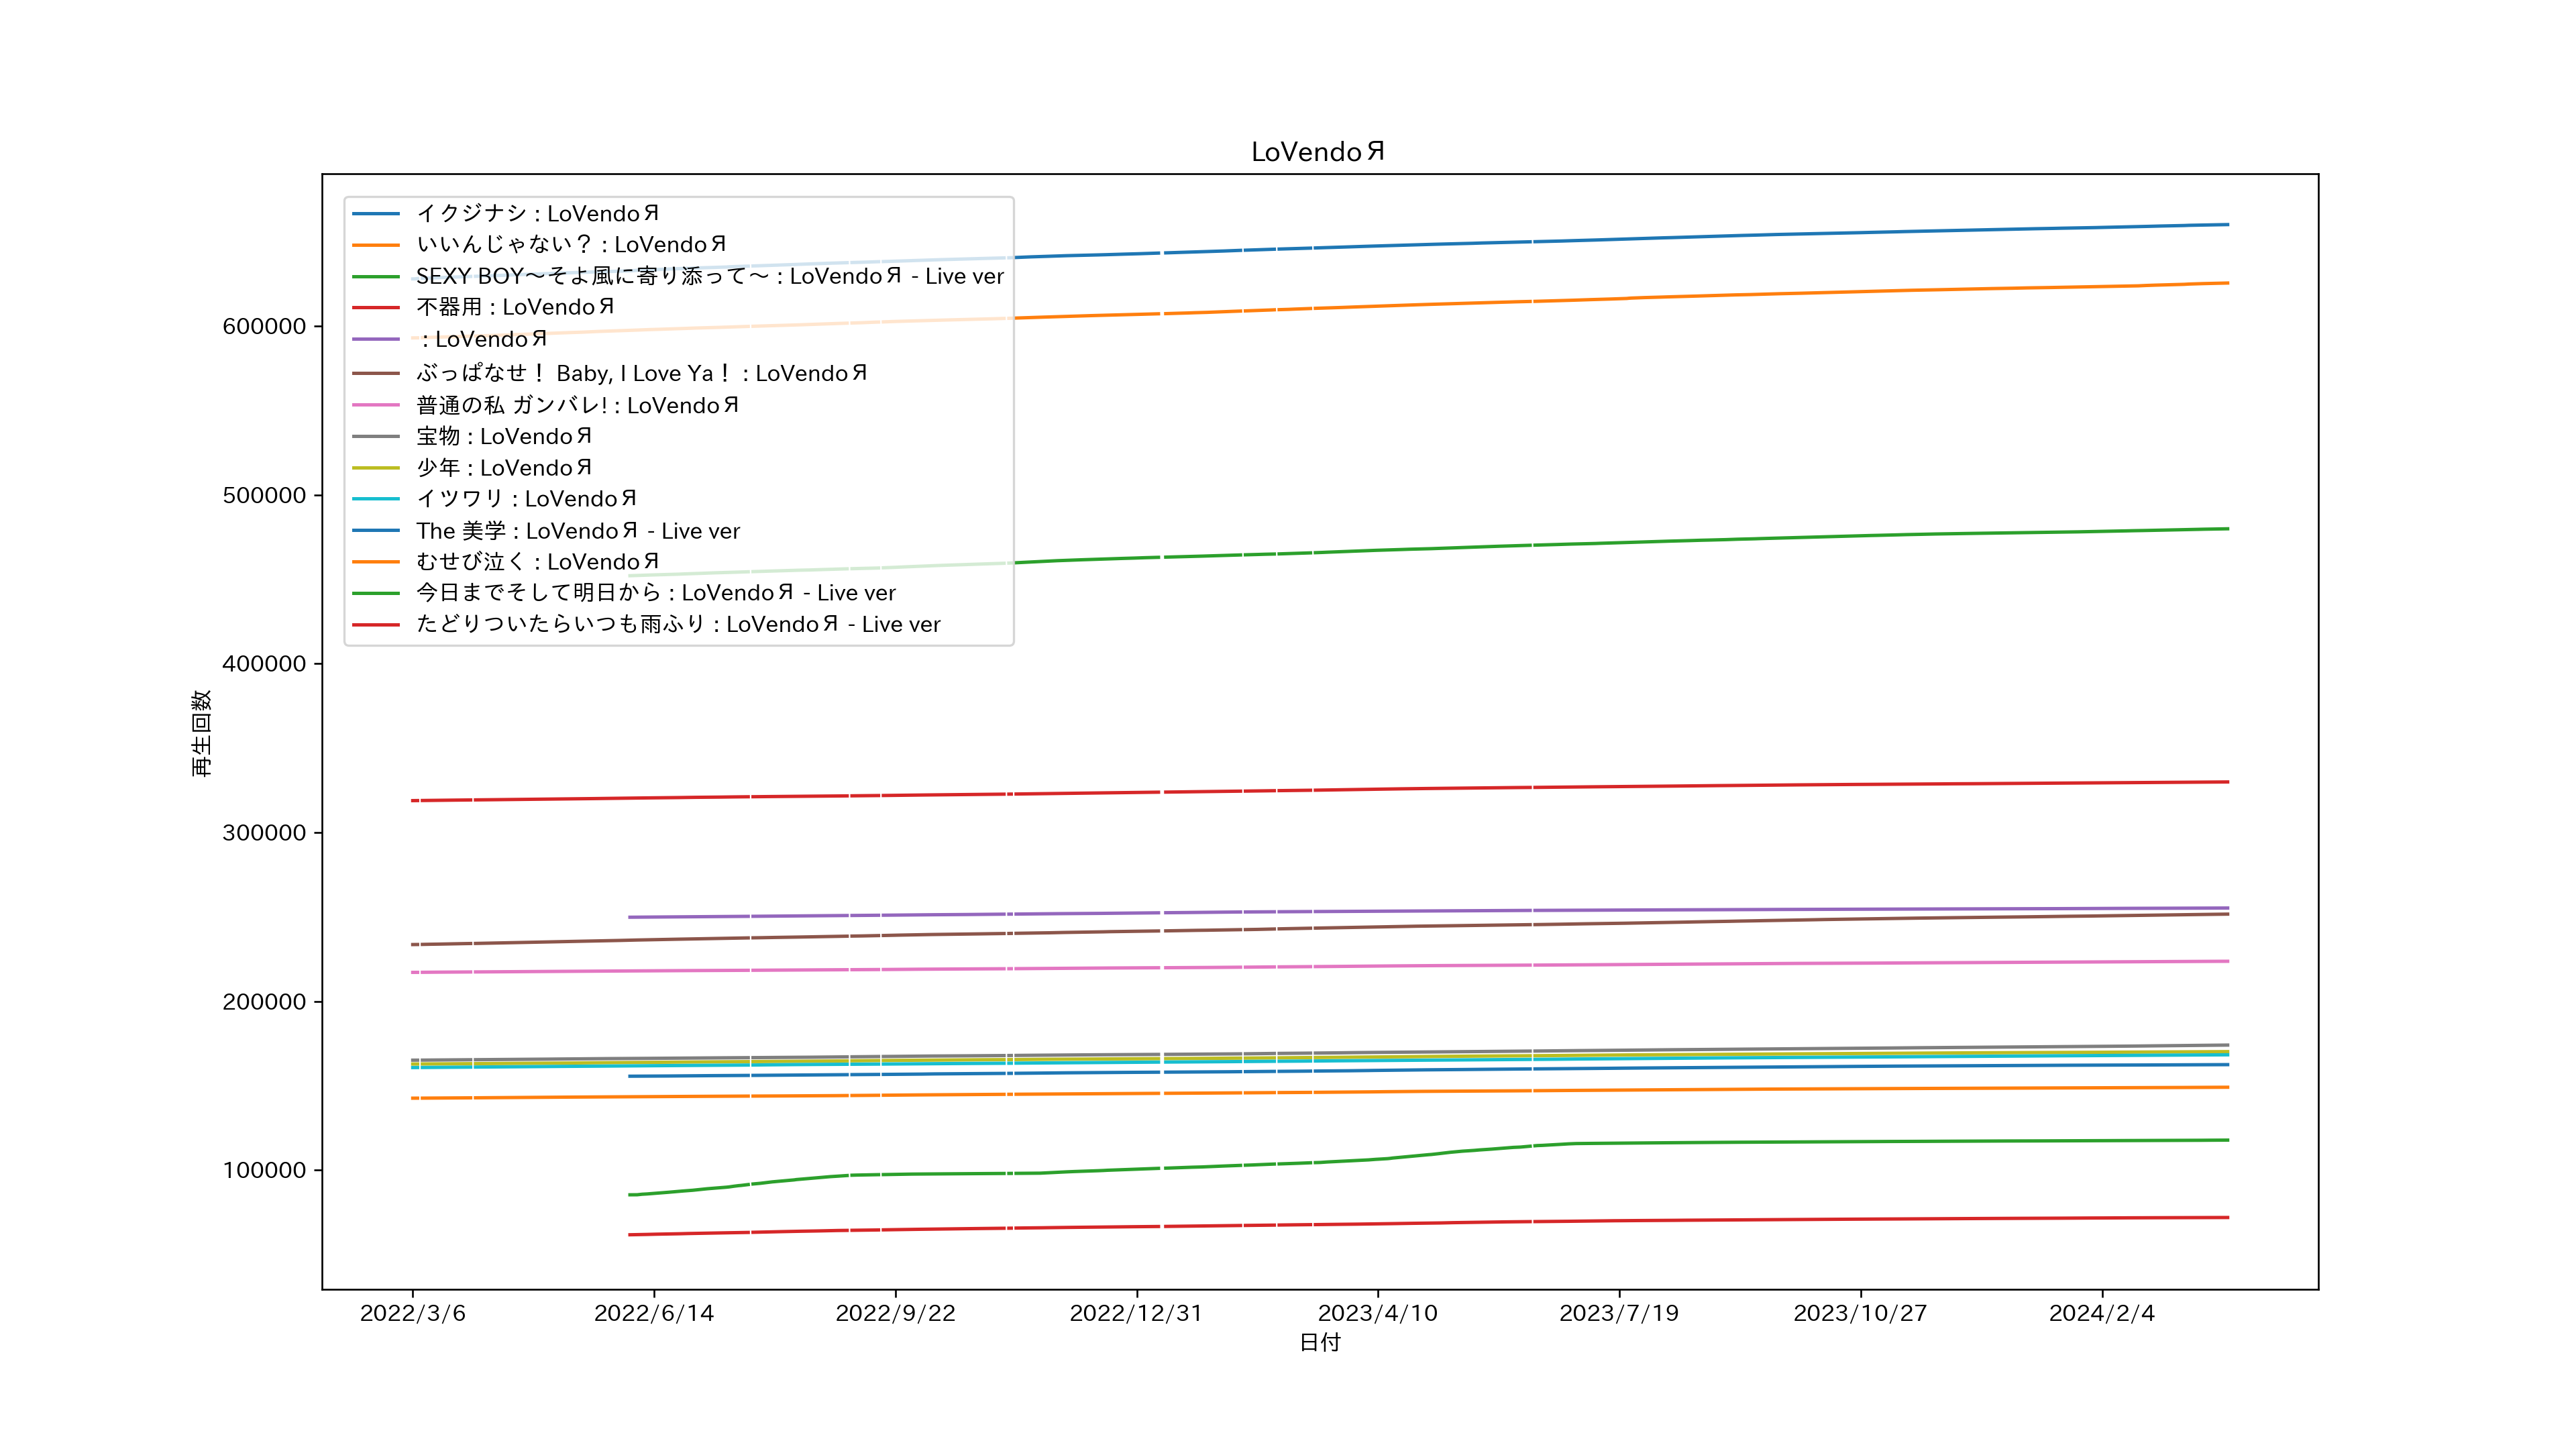 LoVendoЯ
イクジナシ : LoVendoЯ
いいんじゃない？ : LoVendoЯ
SEXY BOY～そよ風に寄り添って～ : LoVendoЯ - Live ver
不器用 : LoVendoЯ
: LoVendoЯ
ぶっぱなせ！ Baby, I Love Ya！ : LoVendoЯ
普通の私 ガンバレ! : LoVendoЯ
宝物 : LoVendoЯ
少年 : LoVendoЯ
イツワリ : LoVendoЯ
The 美学 : LoVendoЯ - Live ver
むせび泣く : LoVendoЯ
今日までそして明日から : LoVendoЯ - Live ver
たどりついたらいつも雨ふり : LoVendoЯ - Live ver
600000
500000
400000
300000
200000
100000
再生回数
2022/3/6
2022/6/14
2022/9/22
2022/12/31
2023/4/10
2023/7/19
2023/10/27
2024/2/4
日付